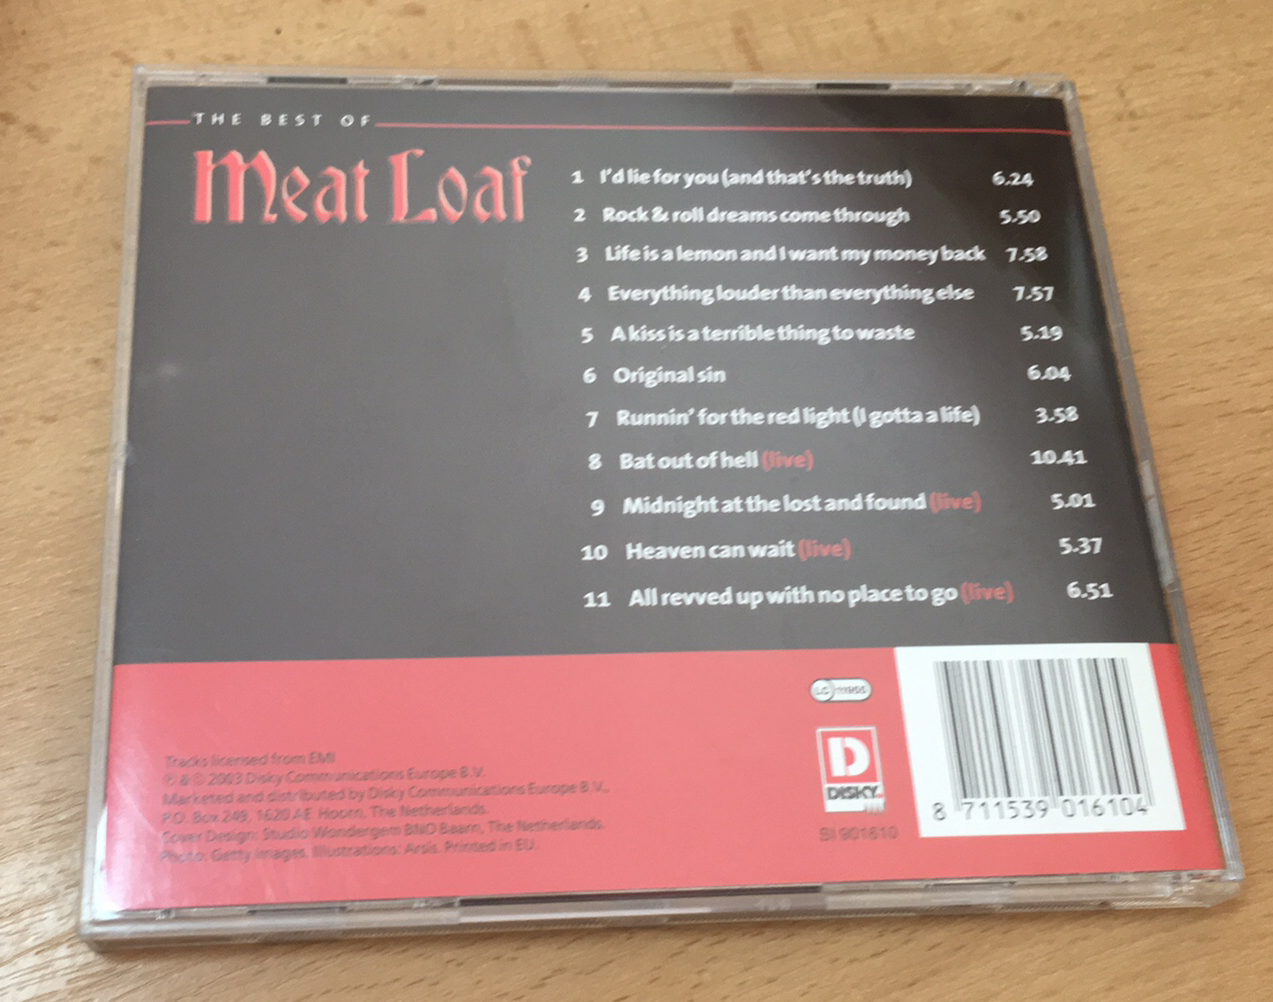 THE BEST OF
Meat Loaf
1 I'd lie for you (and that's the truth) 6.24
2 Rock & roll dreams come through 5.50
3 Life is a lemon and I want my money back 7.58
4 Everything louder than everything else 7.57
5 A kiss is a terrible thing to waste 5.19
6 Original sin 6.04
7 Runnin' for the red light (I gotta a life) 3.58
8 Bat out of hell (live) 10.41
9 Midnight at the lost and found (live) 5.01
10 Heaven can wait (live) 5.37
11 All revved up with no place to go (live) 6.51
Tracks licensed from EMI
℗ & © 2003 Disky Communications Europe B.V.
Marketed and distributed by Disky Communications Europe B.V.,
P.O. Box 249, 1620 AE Hoorn, The Netherlands.
Cover Design: Studio Wondergem BNO Baarn, The Netherlands.
Photo: Getty Images. Illustrations: Arsis. Printed in EU.
LC
D
DISKY
SI 901610
8 711539 016104